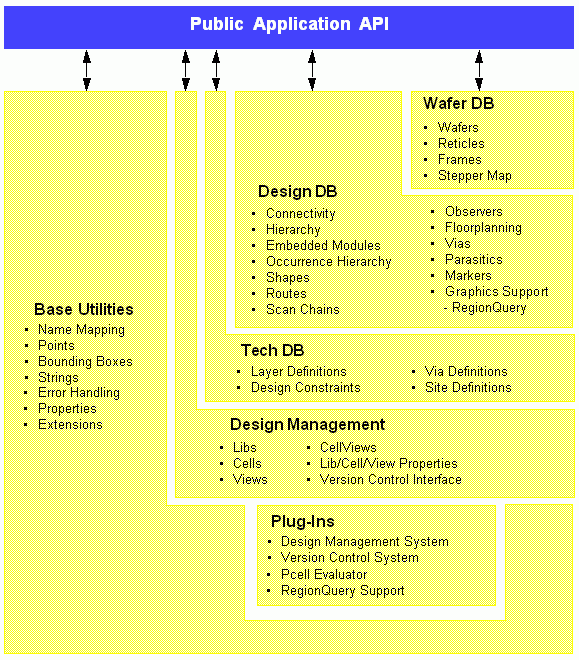 Public Application API
Wafer DB
• Wafers
• Reticles
• Frames
• Stepper Map
Design DB
• Connectivity
• Hierarchy
• Embedded Modules
• Occurrence Hierarchy
• Shapes
• Routes
• Scan Chains
• Observers
• Floorplanning
• Vias
• Parasitics
• Markers
• Graphics Support
- RegionQuery
Base Utilities
• Name Mapping
• Points
• Bounding Boxes
• Strings
• Error Handling
• Properties
• Extensions
Tech DB
• Layer Definitions
• Design Constraints
• Via Definitions
• Site Definitions
Design Management
• Libs
• Cells
• Views
• CellViews
• Lib/Cell/View Properties
• Version Control Interface
Plug-Ins
• Design Management System
• Version Control System
• Pcell Evaluator
• RegionQuery Support